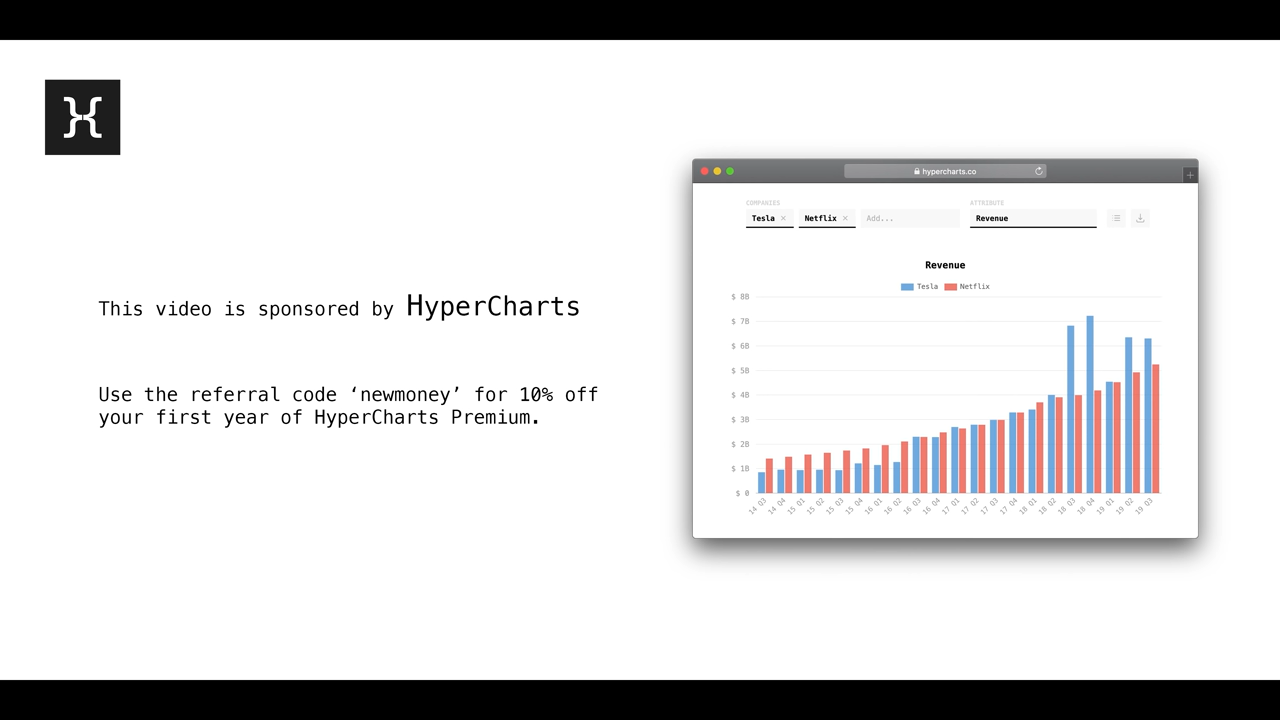 This video is sponsored by HyperCharts
Use the referral code ‘newmoney’ for 10% off
your first year of HyperCharts Premium.
hypercharts.co
COMPANIES
ATTRIBUTE
Tesla × Netflix × Add... Revenue
Revenue
Tesla Netflix
$ 8B
$ 7B
$ 6B
$ 5B
$ 4B
$ 3B
$ 2B
$ 1B
$ 0
14 Q3 14 Q4 15 Q1 15 Q2 15 Q3 15 Q4 16 Q1 16 Q2 16 Q3 16 Q4 17 Q1 17 Q2 17 Q3 17 Q4 18 Q1 18 Q2 18 Q3 18 Q4 19 Q1 19 Q2 19 Q3